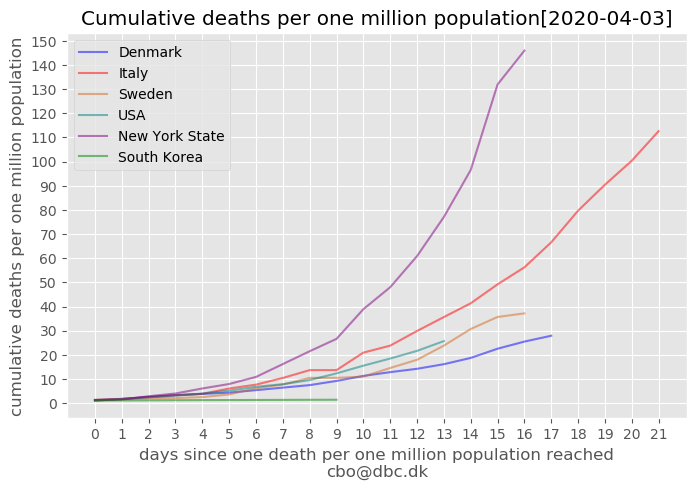 Cumulative deaths per one million population[2020-04-03]
cumulative deaths per one million population
150
140
130
120
110
100
90
80
70
60
50
40
30
20
10
0
Denmark
Italy
Sweden
USA
New York State
South Korea
0 1 2 3 4 5 6 7 8 9 10 11 12 13 14 15 16 17 18 19 20 21
days since one death per one million population reached
cbo@dbc.dk